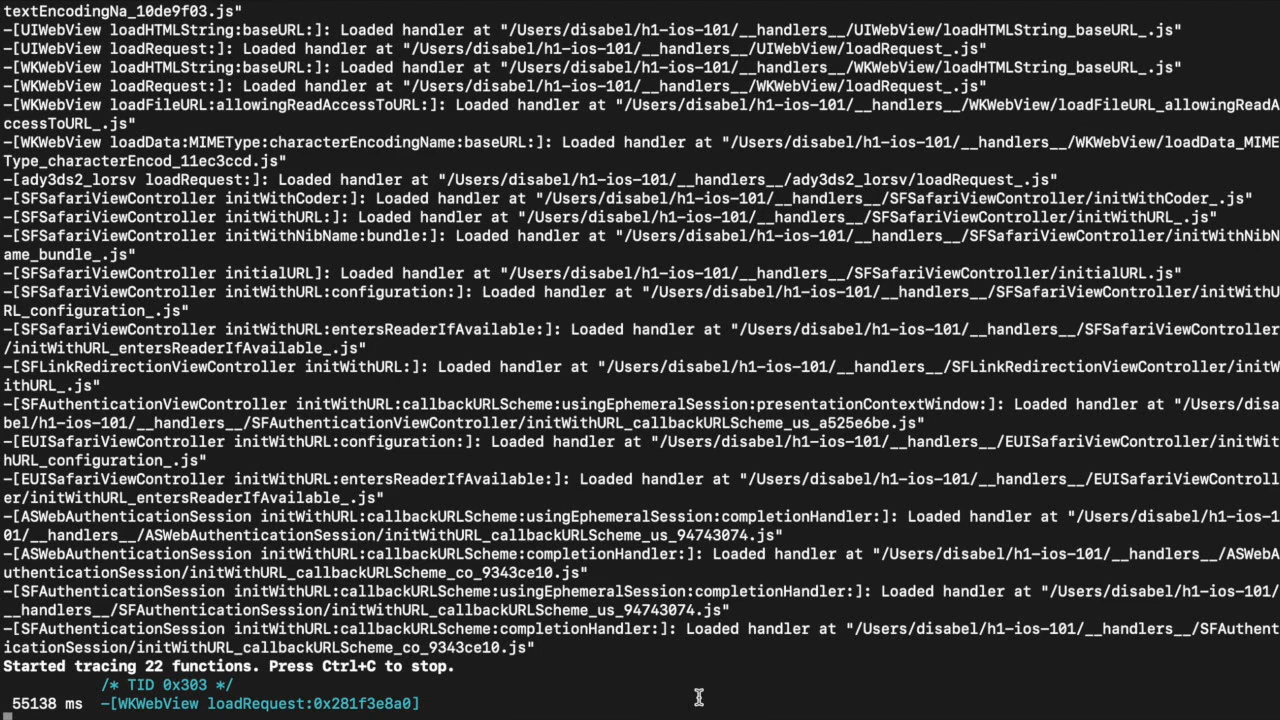 textEncodingNa_10de9f03.js"
-[UIWebView loadHTMLString:baseURL:]: Loaded handler at "/Users/disabel/h1-ios-101/__handlers__/UIWebView/loadHTMLString_baseURL_.js"
-[UIWebView loadRequest:]: Loaded handler at "/Users/disabel/h1-ios-101/__handlers__/UIWebView/loadRequest_.js"
-[WKWebView loadHTMLString:baseURL:]: Loaded handler at "/Users/disabel/h1-ios-101/__handlers__/WKWebView/loadHTMLString_baseURL_.js"
-[WKWebView loadRequest:]: Loaded handler at "/Users/disabel/h1-ios-101/__handlers__/WKWebView/loadRequest_.js"
-[WKWebView loadFileURL:allowingReadAccessToURL:]: Loaded handler at "/Users/disabel/h1-ios-101/__handlers__/WKWebView/loadFileURL_allowingReadA
ccessToURL_.js"
-[WKWebView loadData:MIMEType:characterEncodingName:baseURL:]: Loaded handler at "/Users/disabel/h1-ios-101/__handlers__/WKWebView/loadData_MIME
Type_characterEncod_11ec3ccd.js"
-[ady3ds2_lorsv loadRequest:]: Loaded handler at "/Users/disabel/h1-ios-101/__handlers__/ady3ds2_lorsv/loadRequest_.js"
-[SFSafariViewController initWithCoder:]: Loaded handler at "/Users/disabel/h1-ios-101/__handlers__/SFSafariViewController/initWithCoder_.js"
-[SFSafariViewController initWithURL:]: Loaded handler at "/Users/disabel/h1-ios-101/__handlers__/SFSafariViewController/initWithURL_.js"
-[SFSafariViewController initWithNibName:bundle:]: Loaded handler at "/Users/disabel/h1-ios-101/__handlers__/SFSafariViewController/initWithNibN
ame_bundle_.js"
-[SFSafariViewController initialURL]: Loaded handler at "/Users/disabel/h1-ios-101/__handlers__/SFSafariViewController/initialURL.js"
-[SFSafariViewController initWithURL:configuration:]: Loaded handler at "/Users/disabel/h1-ios-101/__handlers__/SFSafariViewController/initWithU
RL_configuration_.js"
-[SFSafariViewController initWithURL:entersReaderIfAvailable:]: Loaded handler at "/Users/disabel/h1-ios-101/__handlers__/SFSafariViewController
/initWithURL_entersReaderIfAvailable_.js"
-[SFLinkRedirectionViewController initWithURL:]: Loaded handler at "/Users/disabel/h1-ios-101/__handlers__/SFLinkRedirectionViewController/initW
ithURL_.js"
-[SFAuthenticationViewController initWithURL:callbackURLScheme:usingEphemeralSession:presentationContextWindow:]: Loaded handler at "/Users/disa
bel/h1-ios-101/__handlers__/SFAuthenticationViewController/initWithURL_callbackURLScheme_us_a525e6be.js"
-[EUISafariViewController initWithURL:configuration:]: Loaded handler at "/Users/disabel/h1-ios-101/__handlers__/EUISafariViewController/initWit
hURL_configuration_.js"
-[EUISafariViewController initWithURL:entersReaderIfAvailable:]: Loaded handler at "/Users/disabel/h1-ios-101/__handlers__/EUISafariViewControll
er/initWithURL_entersReaderIfAvailable_.js"
-[ASWebAuthenticationSession initWithURL:callbackURLScheme:usingEphemeralSession:completionHandler:]: Loaded handler at "/Users/disabel/h1-ios-1
01/__handlers__/ASWebAuthenticationSession/initWithURL_callbackURLScheme_us_94743074.js"
-[ASWebAuthenticationSession initWithURL:callbackURLScheme:completionHandler:]: Loaded handler at "/Users/disabel/h1-ios-101/__handlers__/ASWebA
uthenticationSession/initWithURL_callbackURLScheme_co_9343ce10.js"
-[SFAuthenticationSession initWithURL:callbackURLScheme:usingEphemeralSession:completionHandler:]: Loaded handler at "/Users/disabel/h1-ios-101/
__handlers__/SFAuthenticationSession/initWithURL_callbackURLScheme_us_94743074.js"
-[SFAuthenticationSession initWithURL:callbackURLScheme:completionHandler:]: Loaded handler at "/Users/disabel/h1-ios-101/__handlers__/SFAuthent
icationSession/initWithURL_callbackURLScheme_co_9343ce10.js"
Started tracing 22 functions. Press Ctrl+C to stop.
/* TID 0x303 */
55138 ms  -[WKWebView loadRequest:0x281f3e8a0]